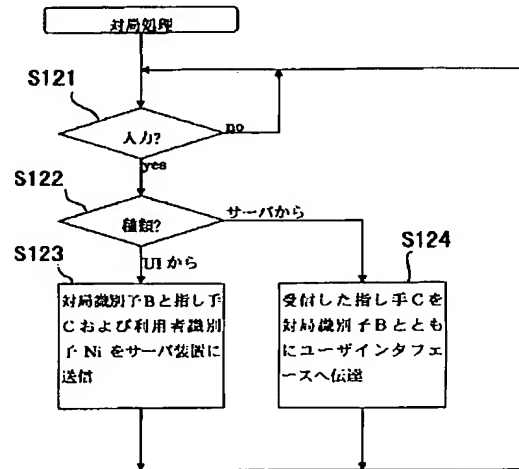 対局処理
S121
入力?
no
yes
S122
種類?
サーバから
S123
UIから
S124
対局識別子Bと指し手
Cおよび利用者識別
子Niをサーバ装置に
送信
受付した指し手Cを
対局識別子Bととも
にユーザインタフェ
ースへ伝達